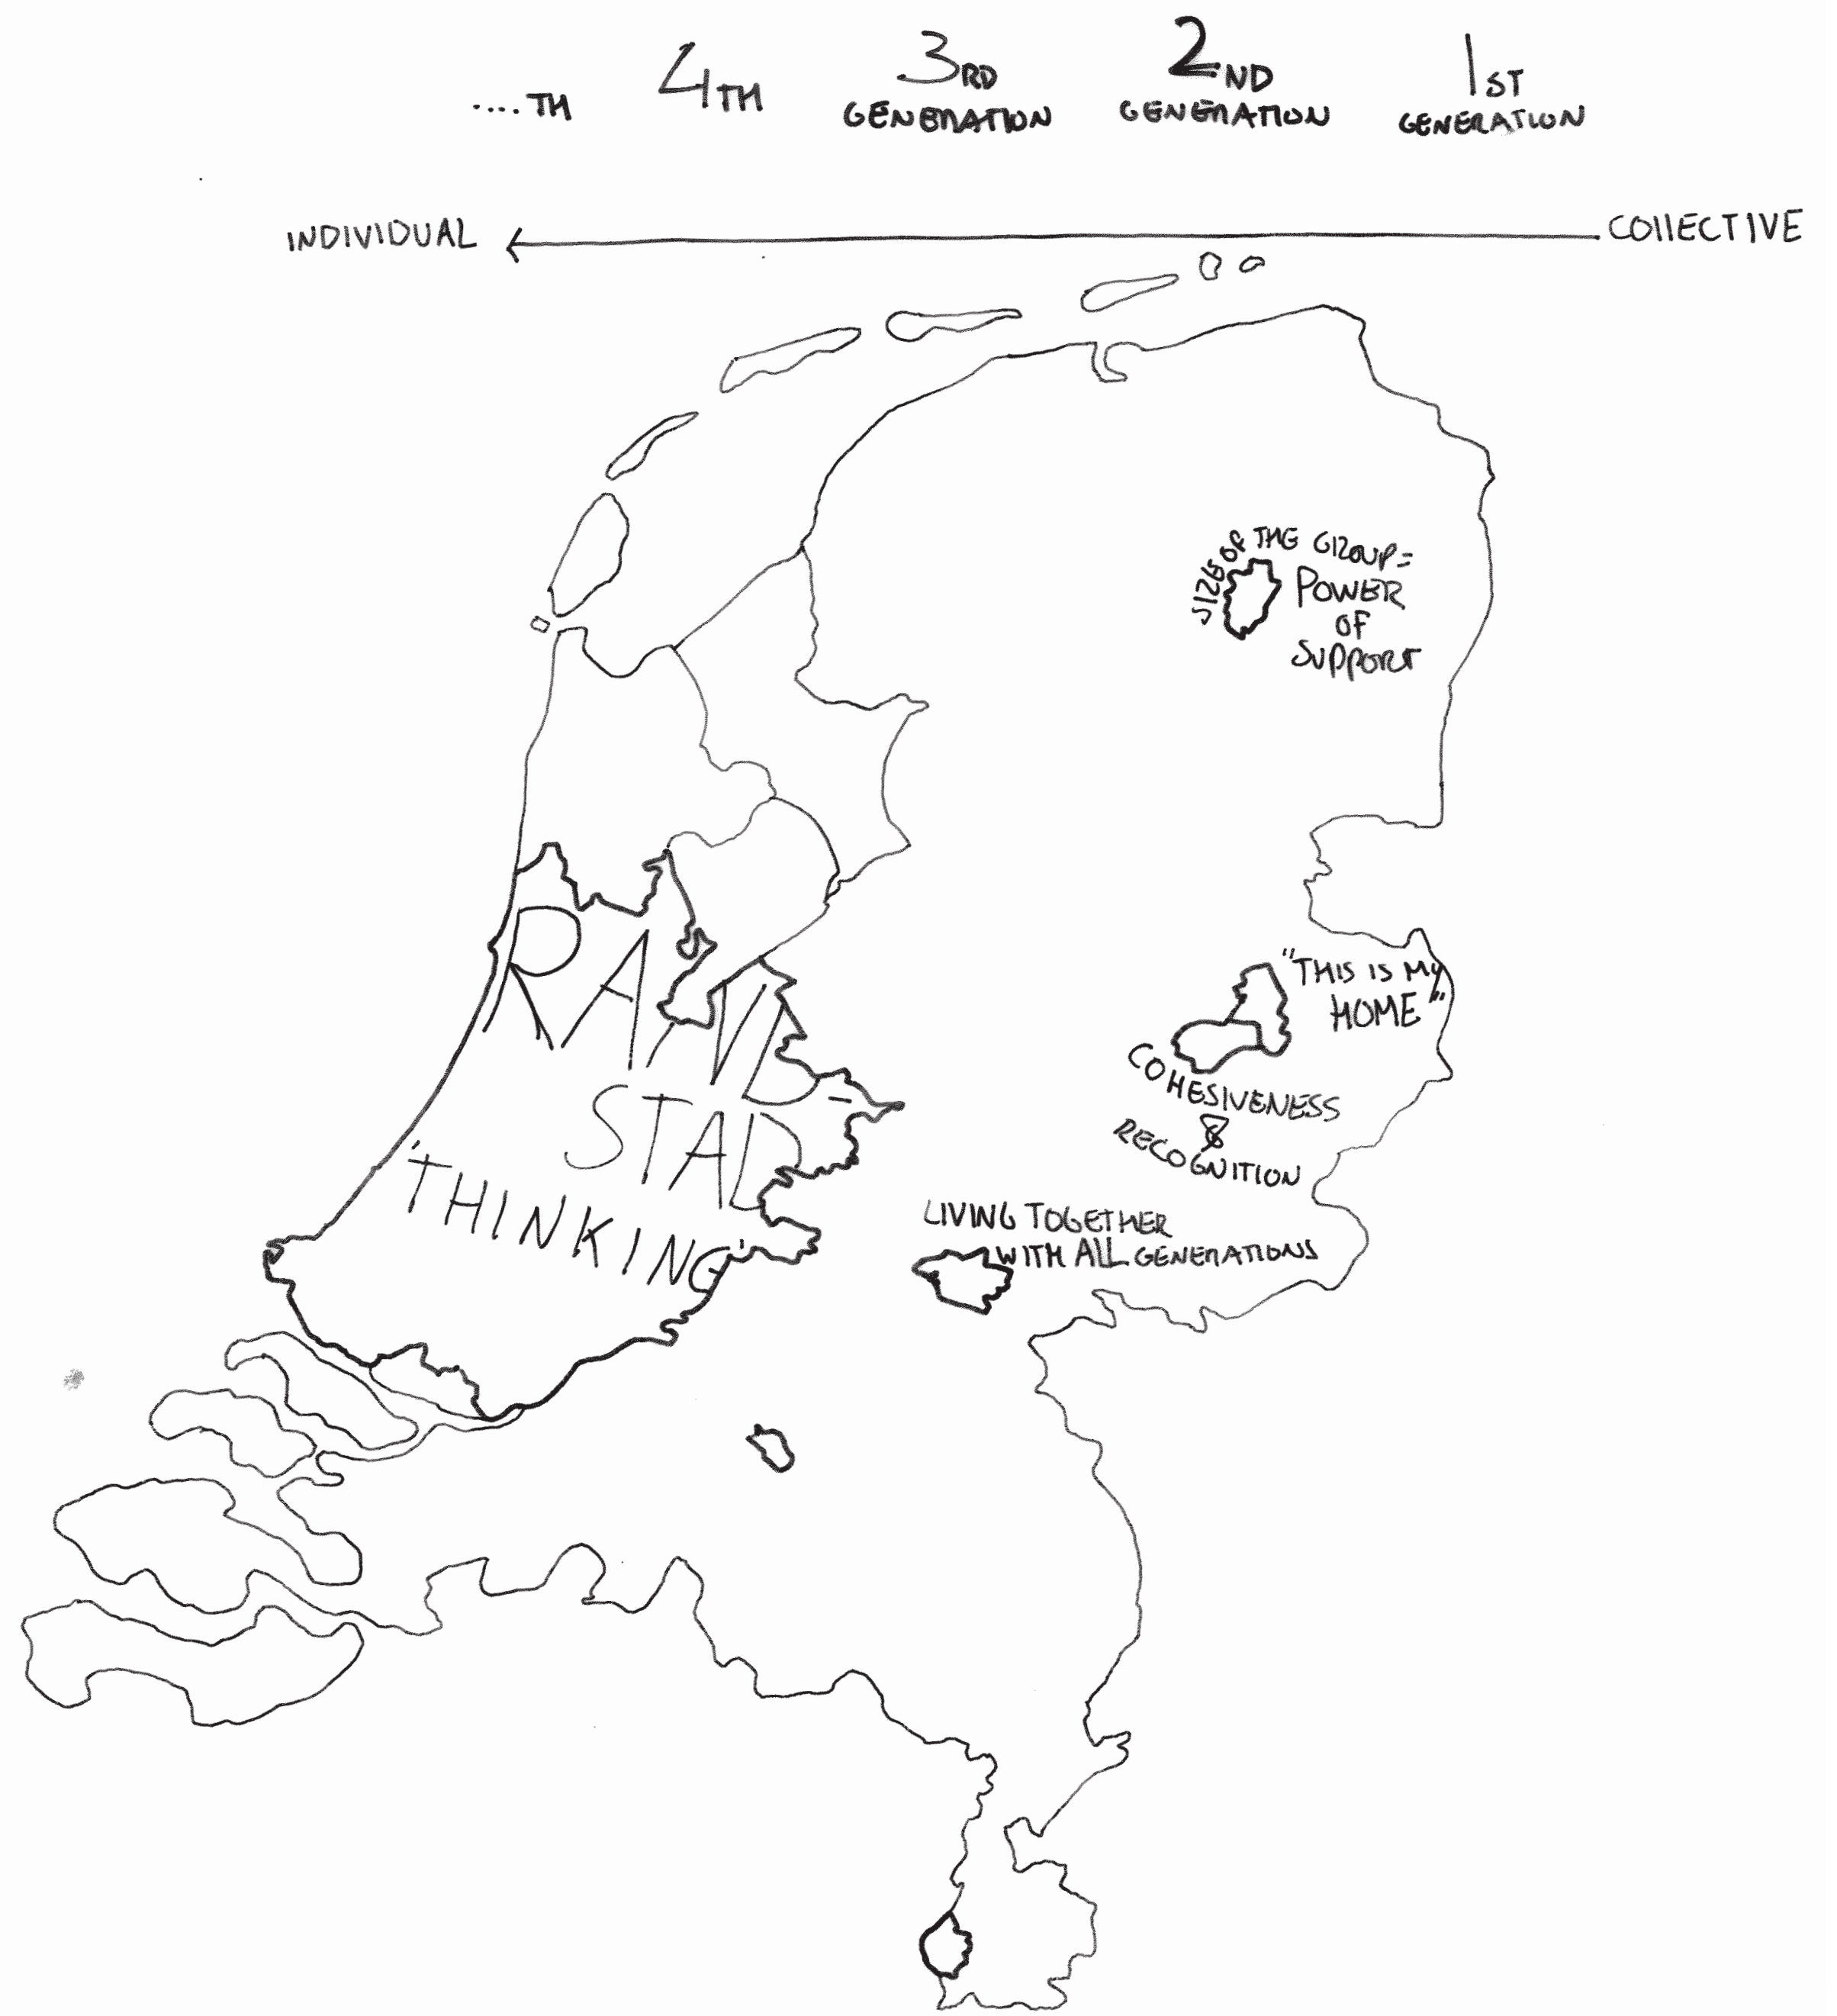 ....TH
4TH
3RD
GENERATION
2ND
GENERATION
1ST
GENERATION
INDIVIDUAL
COllECTIVE
SIZE OF THE GROUP=
POWER
OF
SUPPORT
"THIS IS MY
HOME"
COHESIVENESS
&
RECOGNITION
LIVING TOGETHER
WITH ALL GENERATIONS
RAND-
STAD
'THINKING'